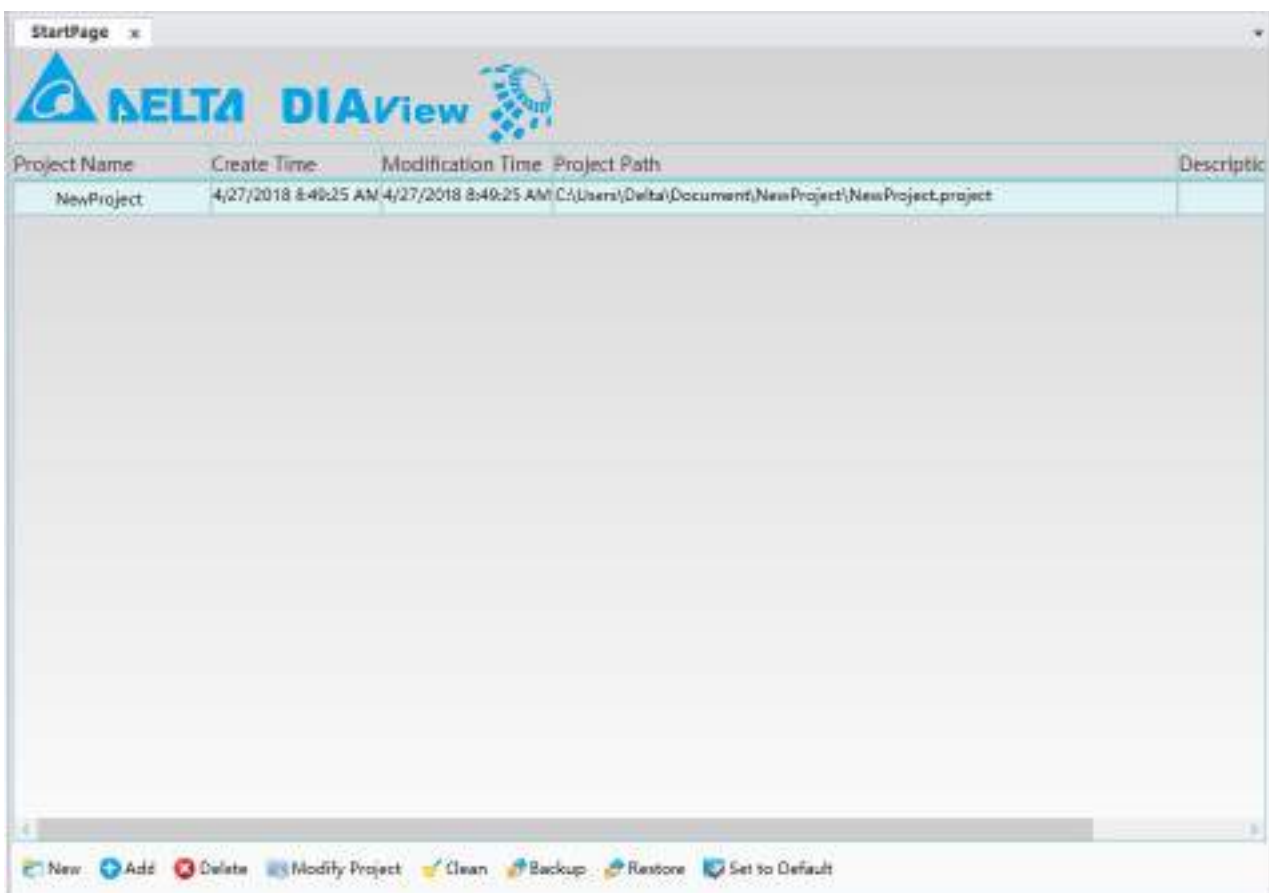 StartPage x
DELTA DIAView
Project Name Create Time Modification Time Project Path Descriptic
NewProject 4/27/2018 8:49:25 AM 4/27/2018 8:49:25 AM C:\Users\Delta\Document\NewProject\NewProject.project
New Add Delete Modify Project Clean Backup Restore Set to Default